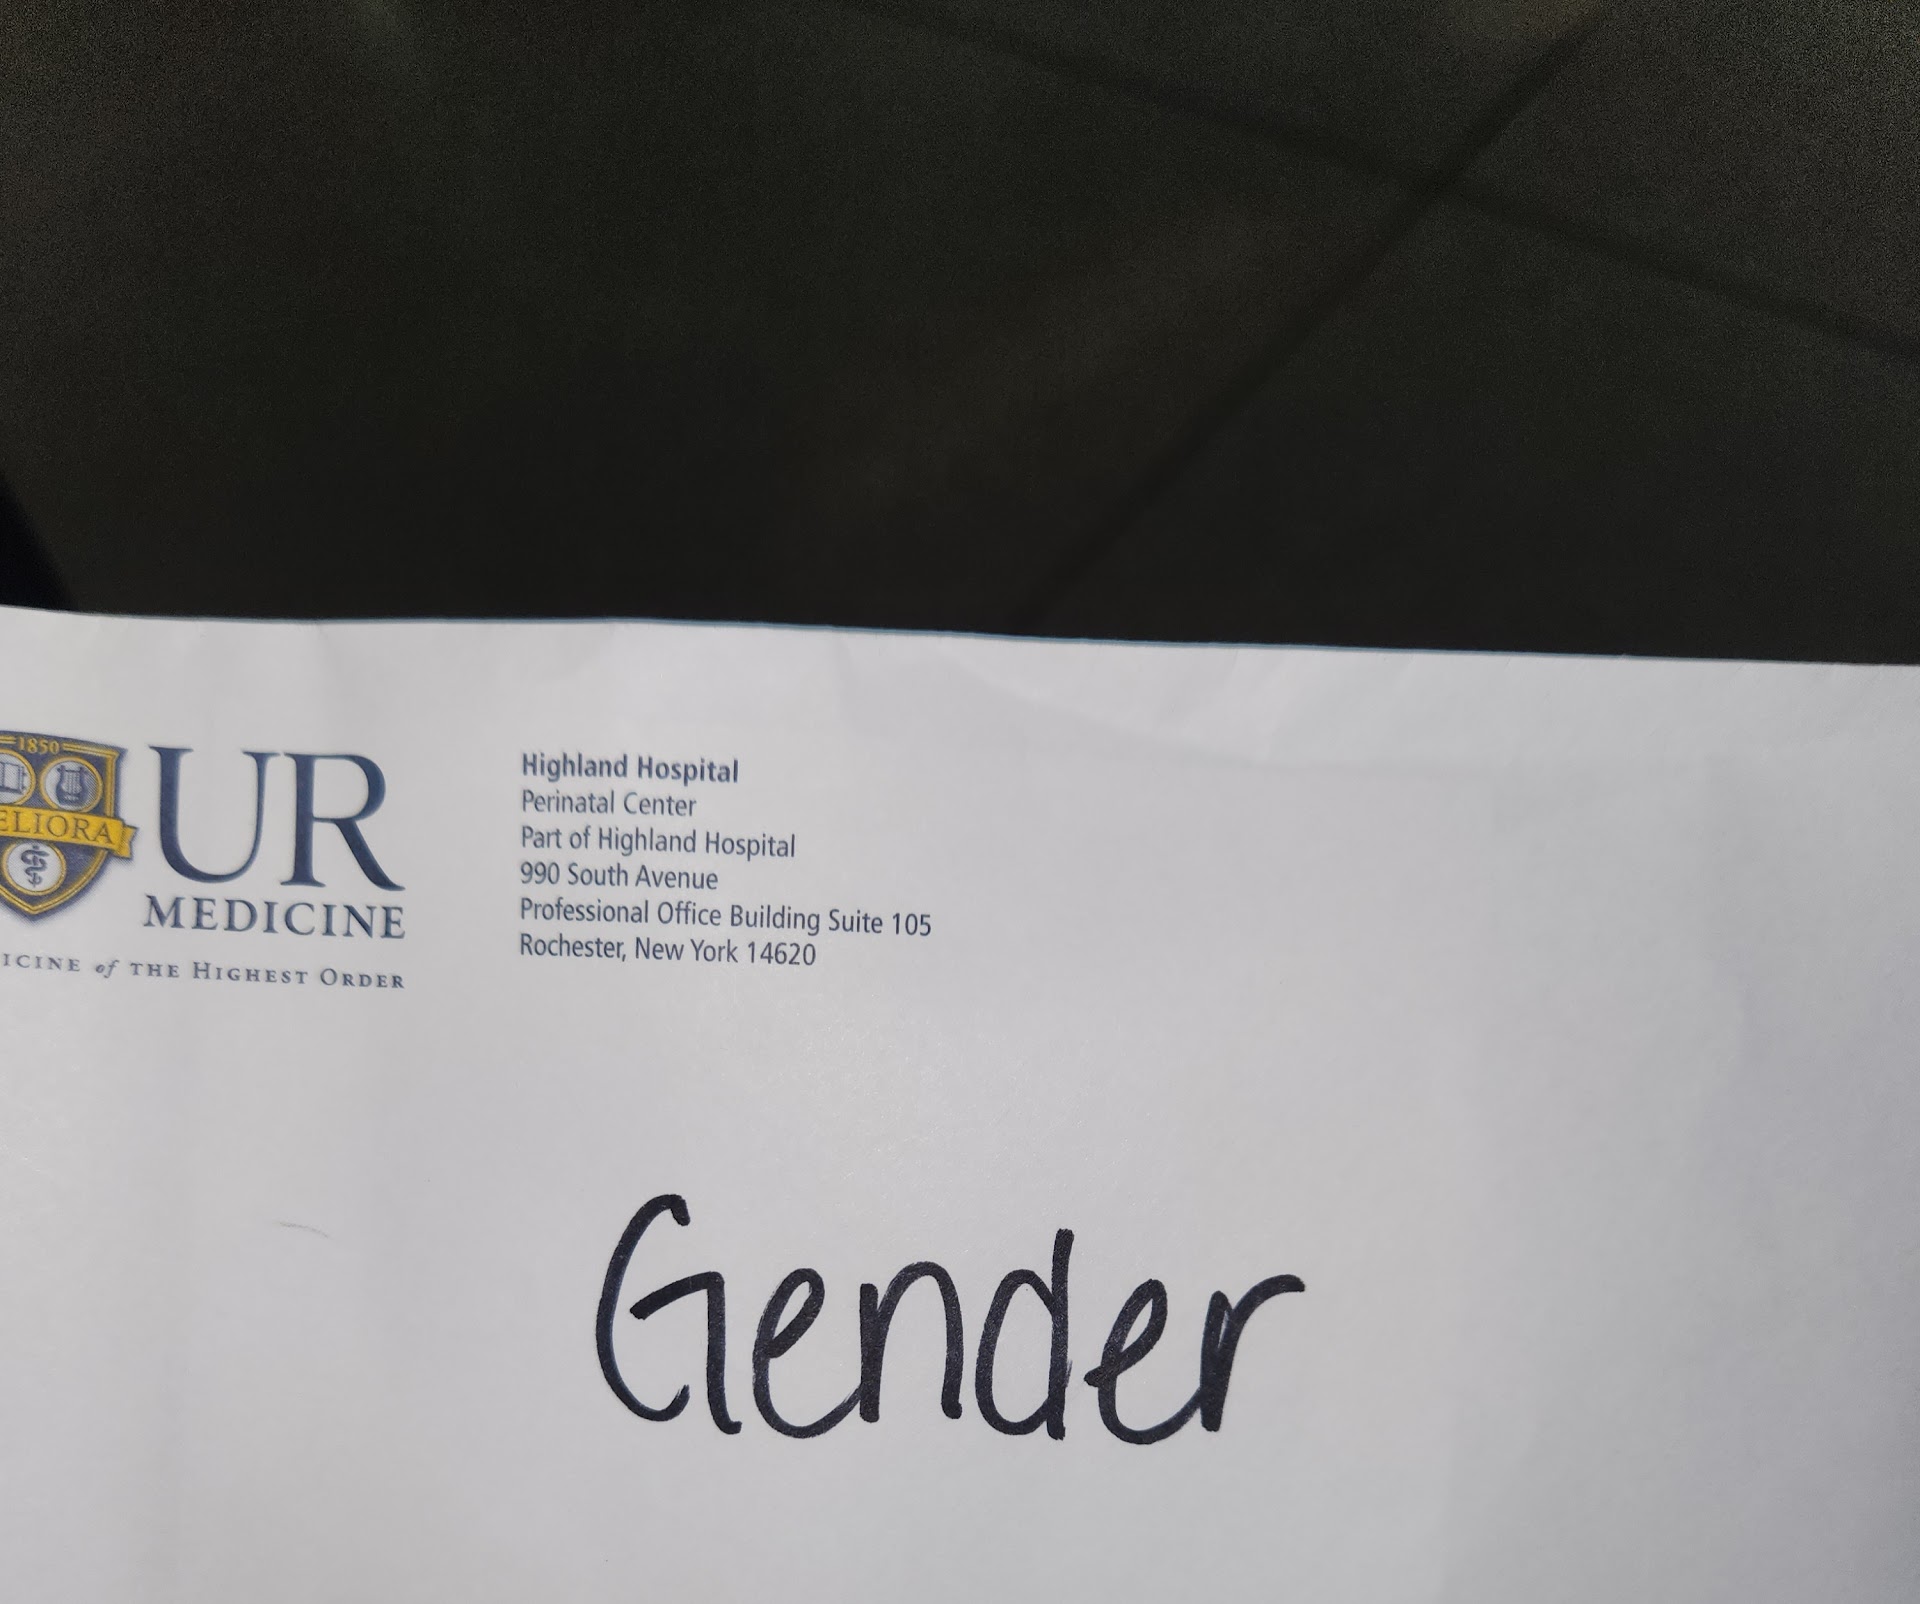 1850
ELIORA
UR
MEDICINE
ICINE of THE HIGHEST ORDER
Highland Hospital
Perinatal Center
Part of Highland Hospital
990 South Avenue
Professional Office Building Suite 105
Rochester, New York 14620
Gender